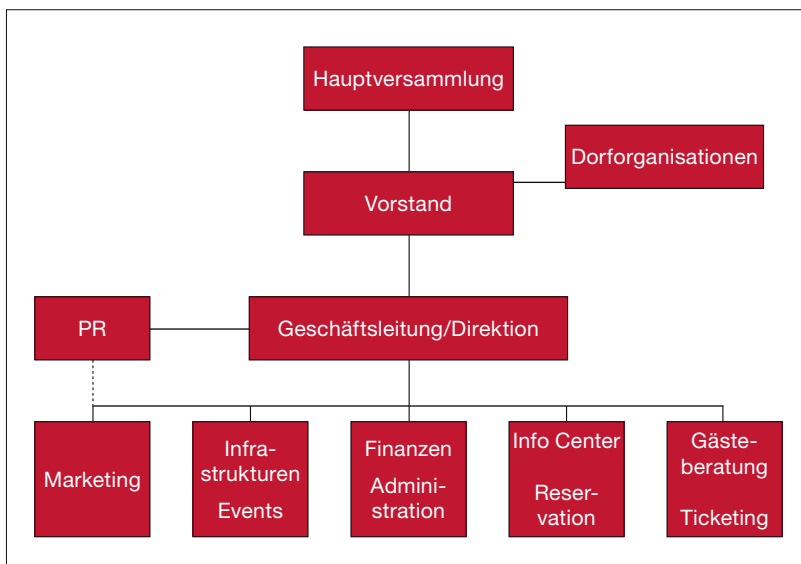 Hauptversammlung
Dorforganisationen
Vorstand
PR
Geschäftsleitung/Direktion
Marketing
Infra-
strukturen
Events
Finanzen
Admini-
stration
Info Center
Reser-
vation
Gäste-
beratung
Ticketing